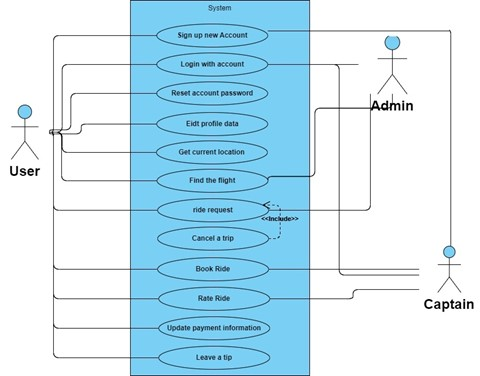 System
Sign up new Account
Login with account
Admin
Reset account password
Eidt profile data
User
Get current location
Find the flight
ride request
<<Include>>
Cancel a trip
Book Ride
Captain
Rate Ride
Update payment information
Leave a tip